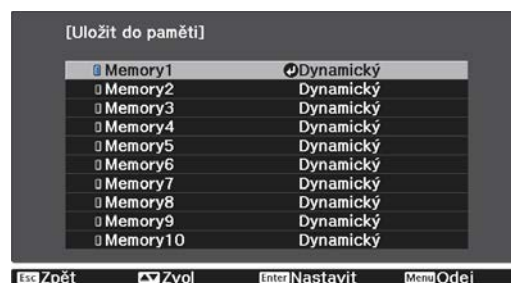 [Uložit do paměti]
Memory1 Dynamický
Memory2 Dynamický
Memory3 Dynamický
Memory4 Dynamický
Memory5 Dynamický
Memory6 Dynamický
Memory7 Dynamický
Memory8 Dynamický
Memory9 Dynamický
Memory10 Dynamický
Esc Zpět Zvol Enter Nastavit Menu Odej